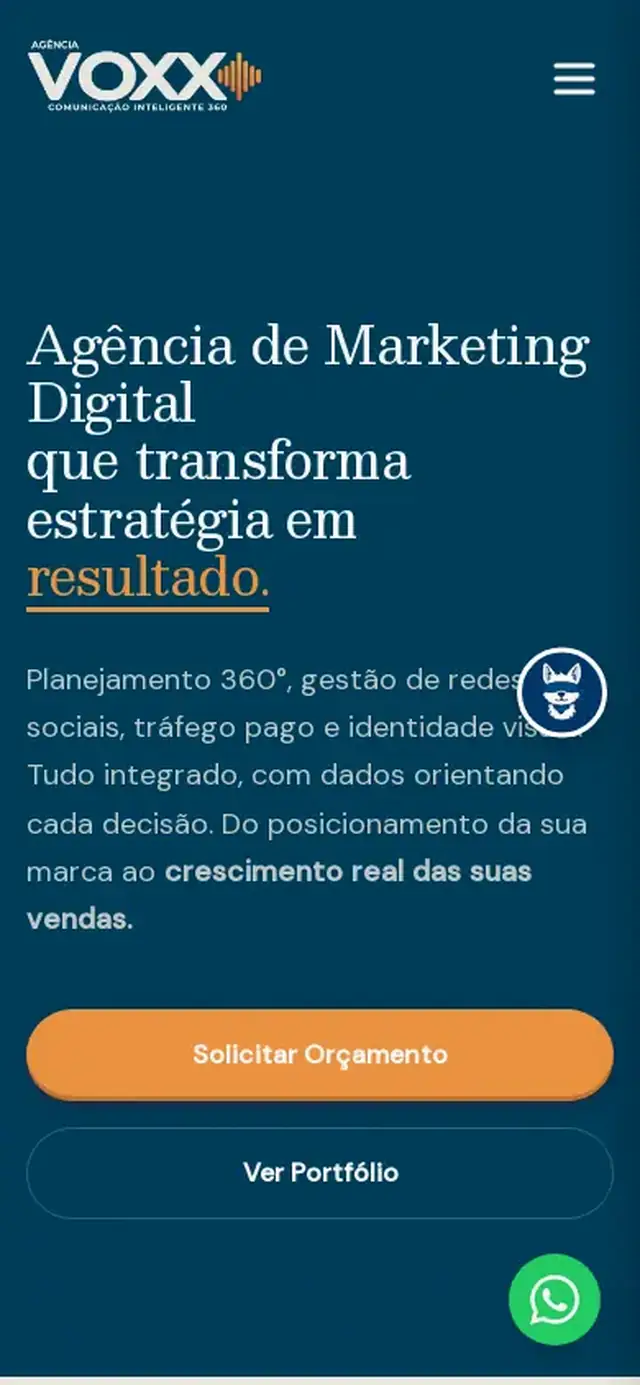 AGÊNCIA
VOXX
COMUNICAÇÃO INTELIGENTE 360
Agência de Marketing
Digital
que transforma
estratégia em
resultado.
Planejamento 360°, gestão de redes
sociais, tráfego pago e identidade
Tudo integrado, com dados orientando
cada decisão. Do posicionamento da sua
marca ao crescimento real das suas
vendas.
Solicitar Orçamento
Ver Portfólio